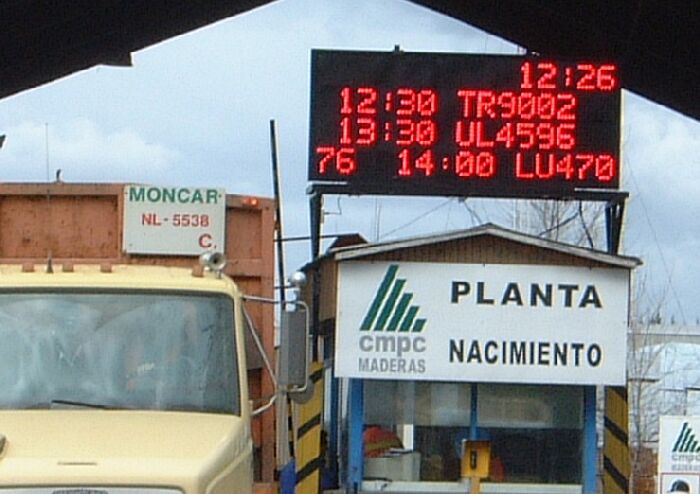 12:26
12:30 TR9002
13:30 UL4596
76 14:00 LU470
MONCAR
NL-5538
C.
PLANTA
NACIMIENTO
cmpc
MADERAS
cmpc